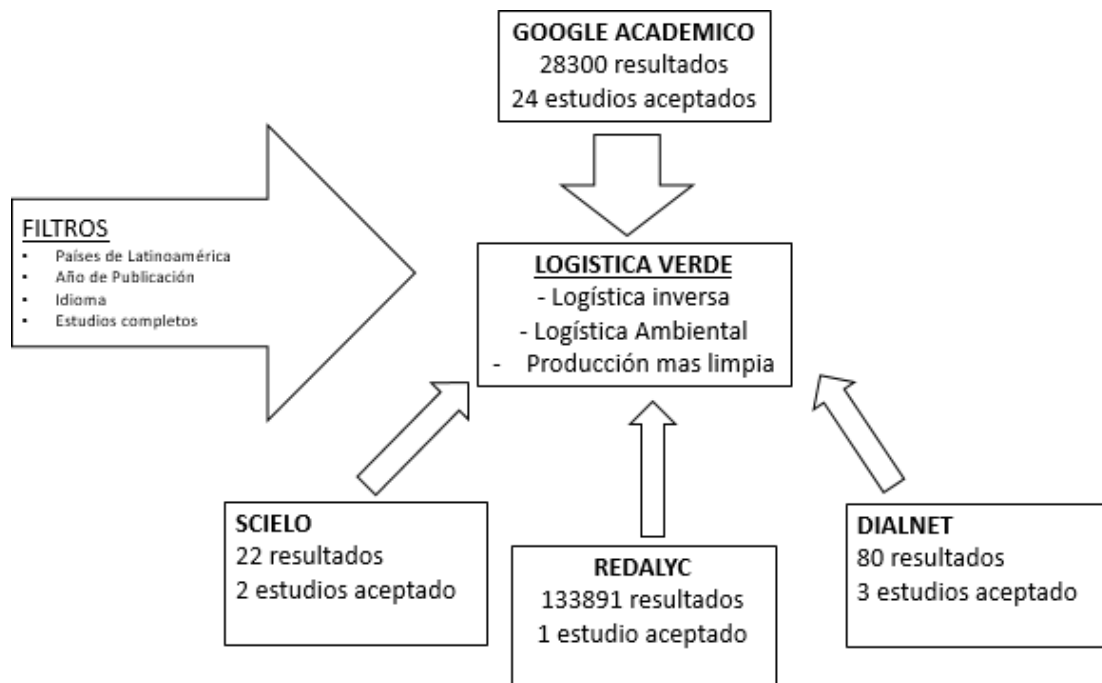 GOOGLE ACADEMICO
28300 resultados
24 estudios aceptados
FILTROS
▪ Países de Latinoamérica
▪ Año de Publicación
▪ Idioma
▪ Estudios completos
LOGISTICA VERDE
- Logística inversa
- Logística Ambiental
- Producción mas limpia
SCIELO
22 resultados
2 estudios aceptado
REDALYC
133891 resultados
1 estudio aceptado
DIALNET
80 resultados
3 estudios aceptados